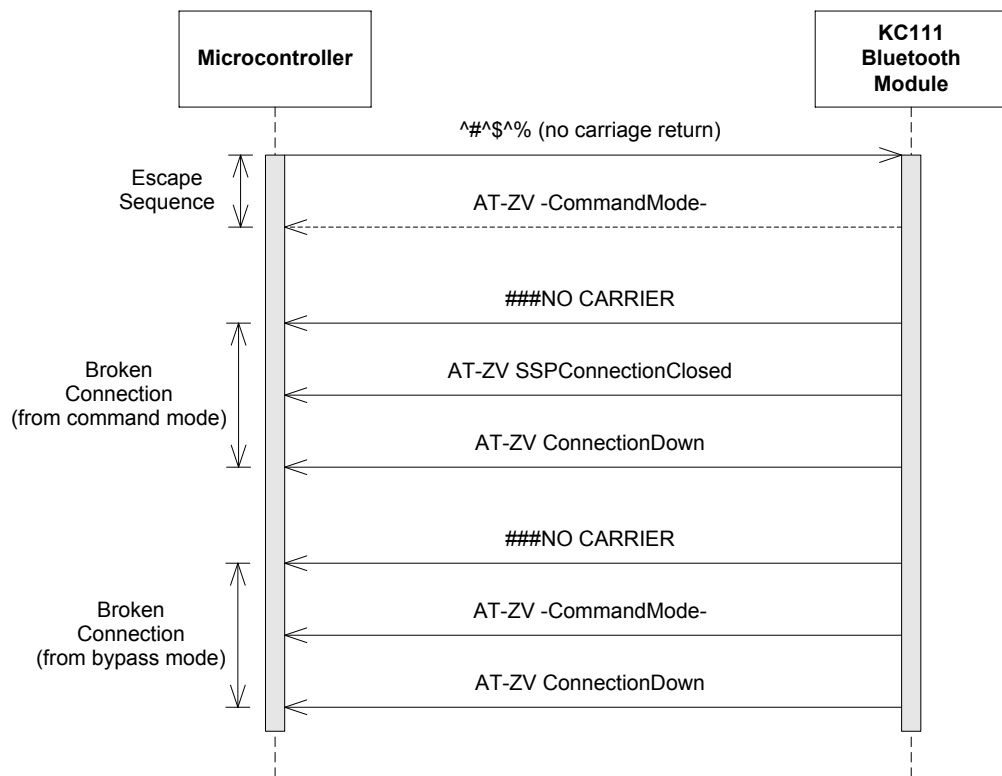 Microcontroller
KC111
Bluetooth
Module
^#^$^% (no carriage return)
Escape
Sequence
AT-ZV -CommandMode-
###NO CARRIER
Broken
Connection
(from command mode)
AT-ZV SSPConnectionClosed
AT-ZV ConnectionDown
###NO CARRIER
Broken
Connection
(from bypass mode)
AT-ZV -CommandMode-
AT-ZV ConnectionDown